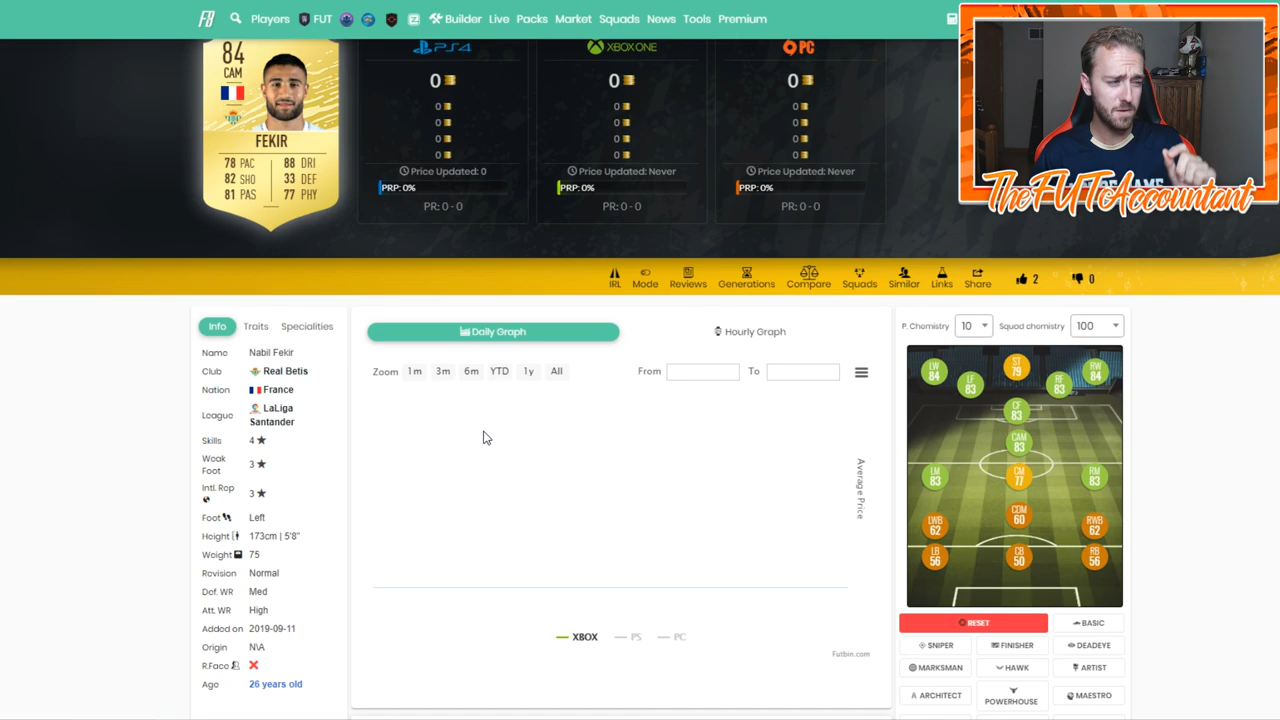 FB Players FUT Builder Live Packs Market Squads News Tools Premium
84
CAM
FEKIR
78 PAC 88 DRI
82 SHO 33 DEF
81 PAS 77 PHY
PS4 XBOX ONE PC
0 0 0
0 0 0
0 0 0
0 0 0
0 0 0
Price Updated: 0 Price Updated: Never Price Updated: Never
PRP: 0% PRP: 0% PRP: 0%
PR: 0 - 0 PR: 0 - 0 PR: 0 - 0
TheFUTAccountant
IRL Mode Reviews Generations Compare Squads Similar Links Share 2 0
Info Traits Specialities
Name Nabil Fekir
Club Real Betis
Nation France
League LaLiga
Santander
Skills 4 ★
Weak
Foot 3 ★
Intl. Rep 3 ★
Foot Left
Height 173cm | 5'8"
Weight 75
Revision Normal
Def. WR Med
Att. WR High
Added on 2019-09-11
Origin N\A
R.Face
Age 26 years old
Daily Graph Hourly Graph
Zoom 1m 3m 6m YTD 1y All From To
Average Price
XBOX PS PC
Futbin.com
P. Chemistry 10 Squad chemistry 100
ST
79
LW RW
84 84
LF RF
83 83
CF
83
CAM
83
LM CM RM
83 77 83
LWB CDM RWB
62 60 62
LB CB RB
56 50 56
RESET BASIC
SNIPER FINISHER DEADEYE
MARKSMAN HAWK ARTIST
ARCHITECT POWERHOUSE MAESTRO